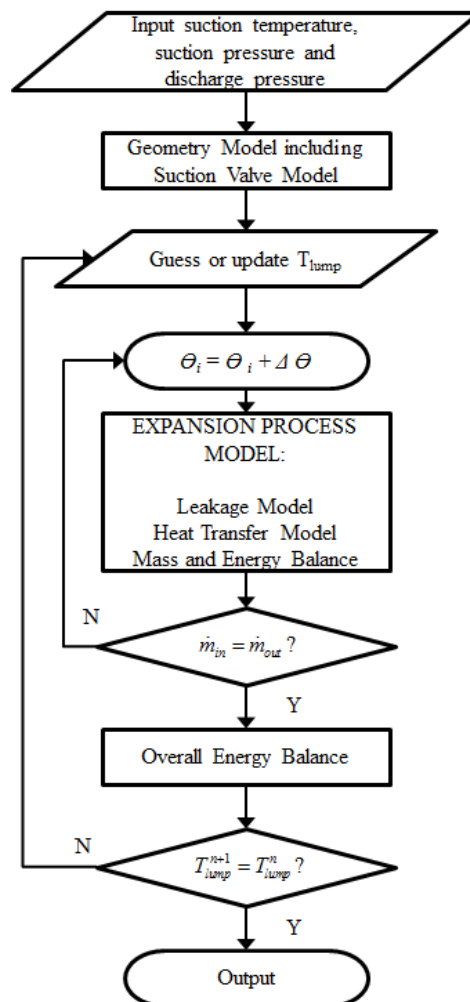 Input suction temperature,
suction pressure and
discharge pressure
Geometry Model including
Suction Valve Model
Guess or update T_lump
Θ_i = Θ_i + Δ Θ
EXPANSION PROCESS
MODEL:
Leakage Model
Heat Transfer Model
Mass and Energy Balance
N
ṁ_in = ṁ_out ?
Y
Overall Energy Balance
N
T_lump^{n+1} = T_lump^n ?
Y
Output